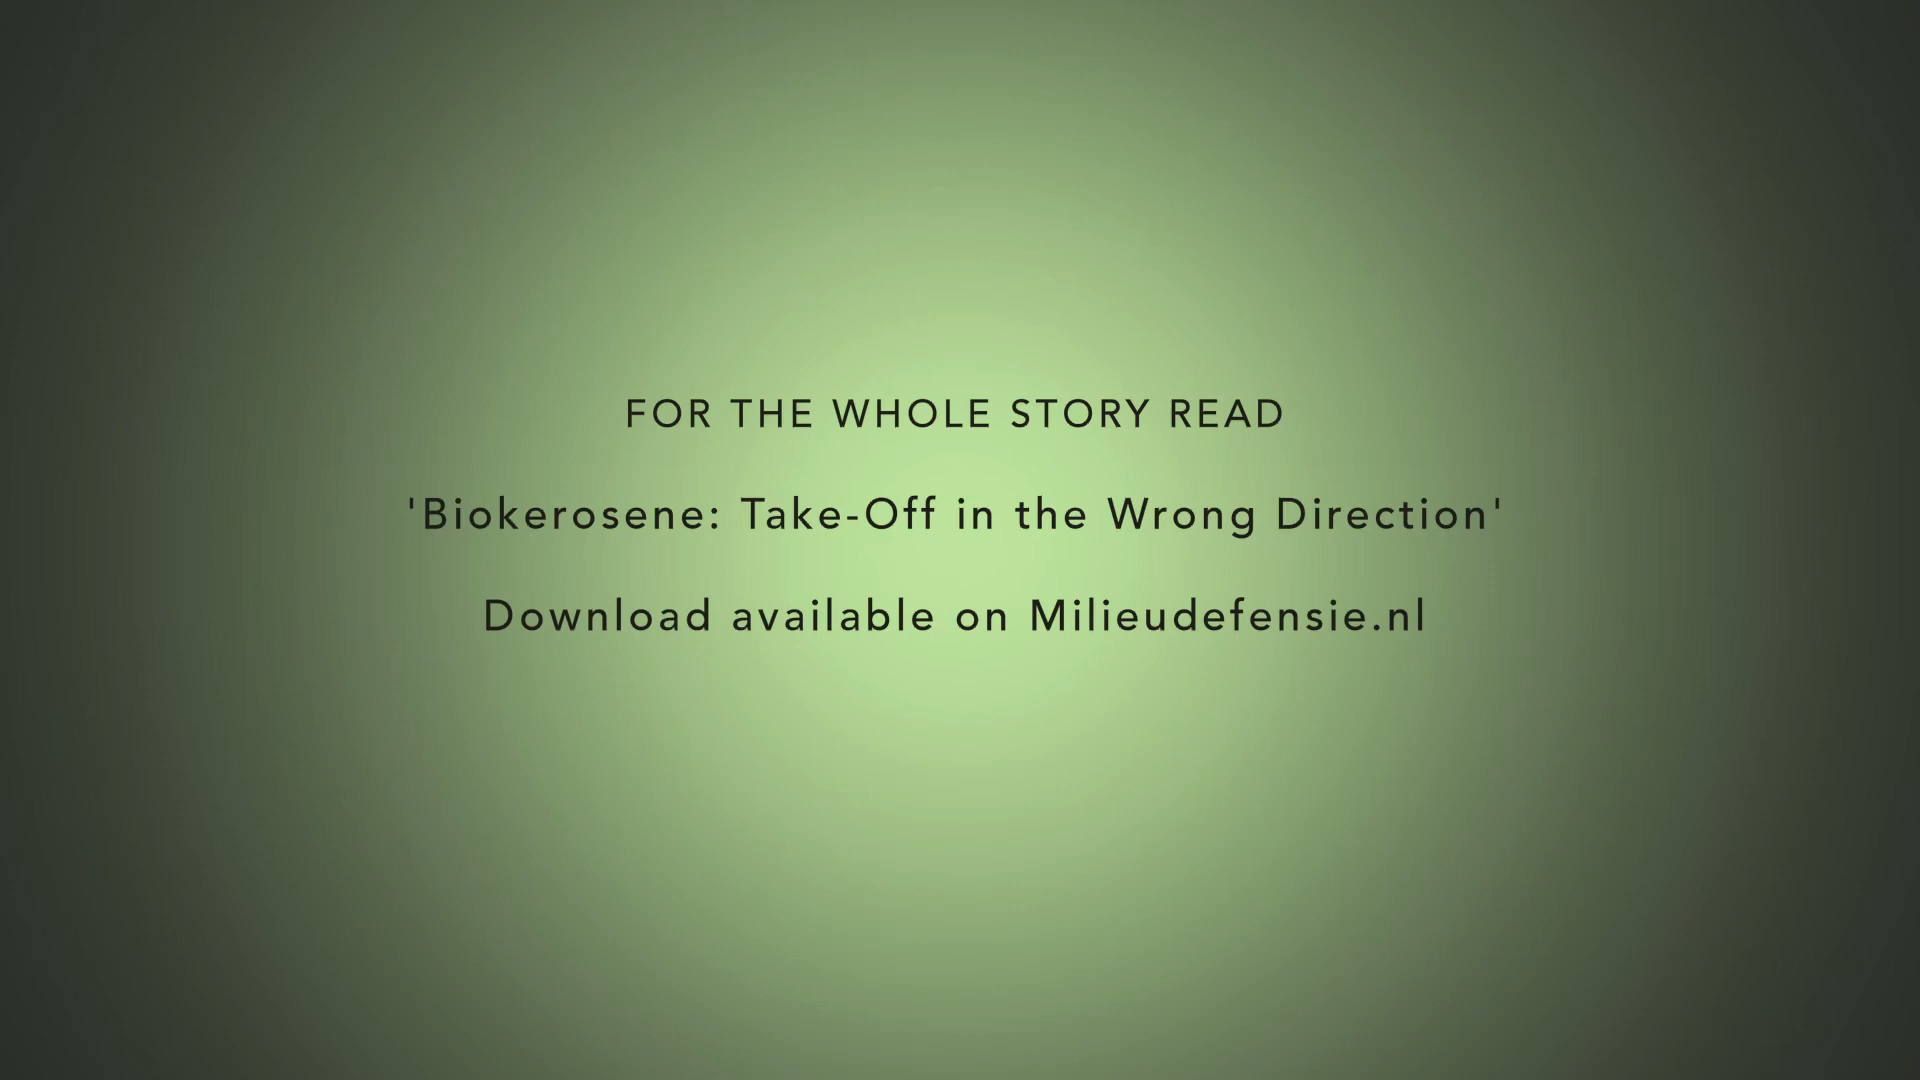 FOR THE WHOLE STORY READ
'Biokerosene: Take-Off in the Wrong Direction'
Download available on Milieudefensie.nl